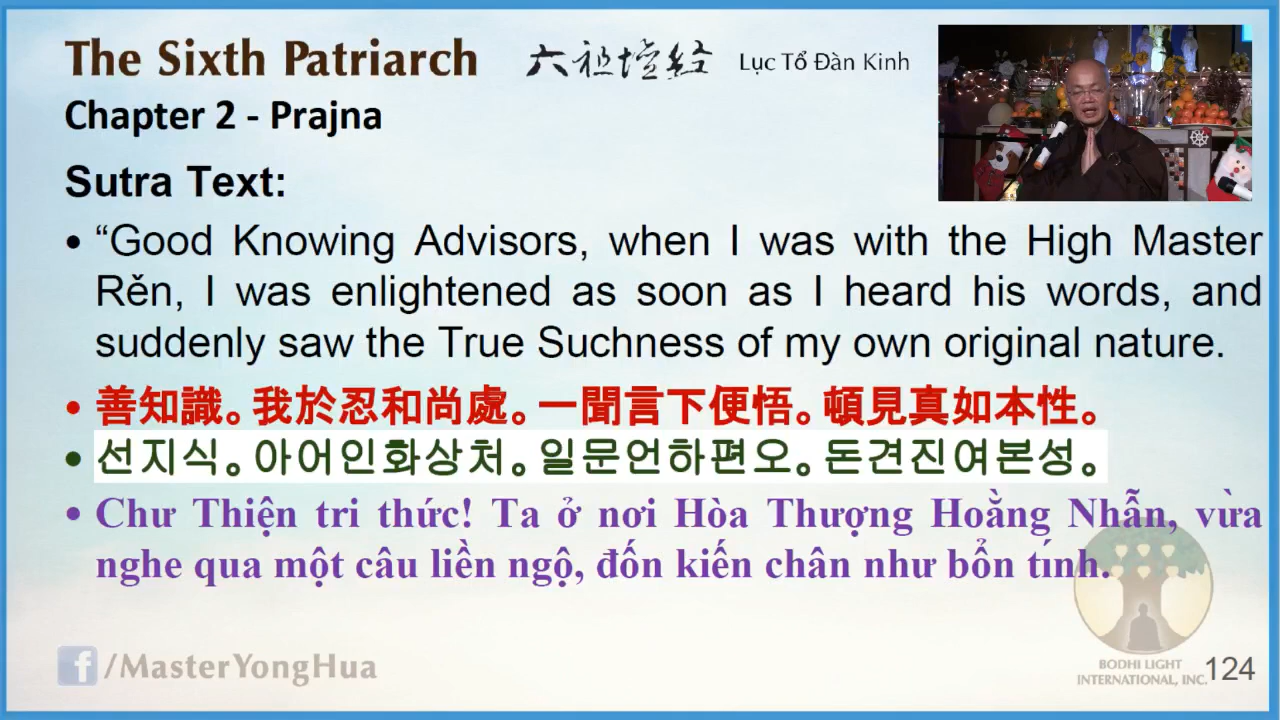 The Sixth Patriarch 六祖壇経 Lục Tổ Đàn Kinh
Chapter 2 - Prajna
Sutra Text:
• “Good Knowing Advisors, when I was with the High Master
Rěn, I was enlightened as soon as I heard his words, and
suddenly saw the True Suchness of my own original nature.
• 善知識。我於忍和尚處。一聞言下便悟。頓見真如本性。
• 선지식。아어인화상처。일문언하편오。돈견진여본성。
• Chư Thiện tri thức! Ta ở nơi Hòa Thượng Hoằng Nhẫn, vừa
nghe qua một câu liền ngộ, đốn kiến chân như bổn tính.
f/MasterYongHua
BODHI LIGHT
INTERNATIONAL, INC.
124